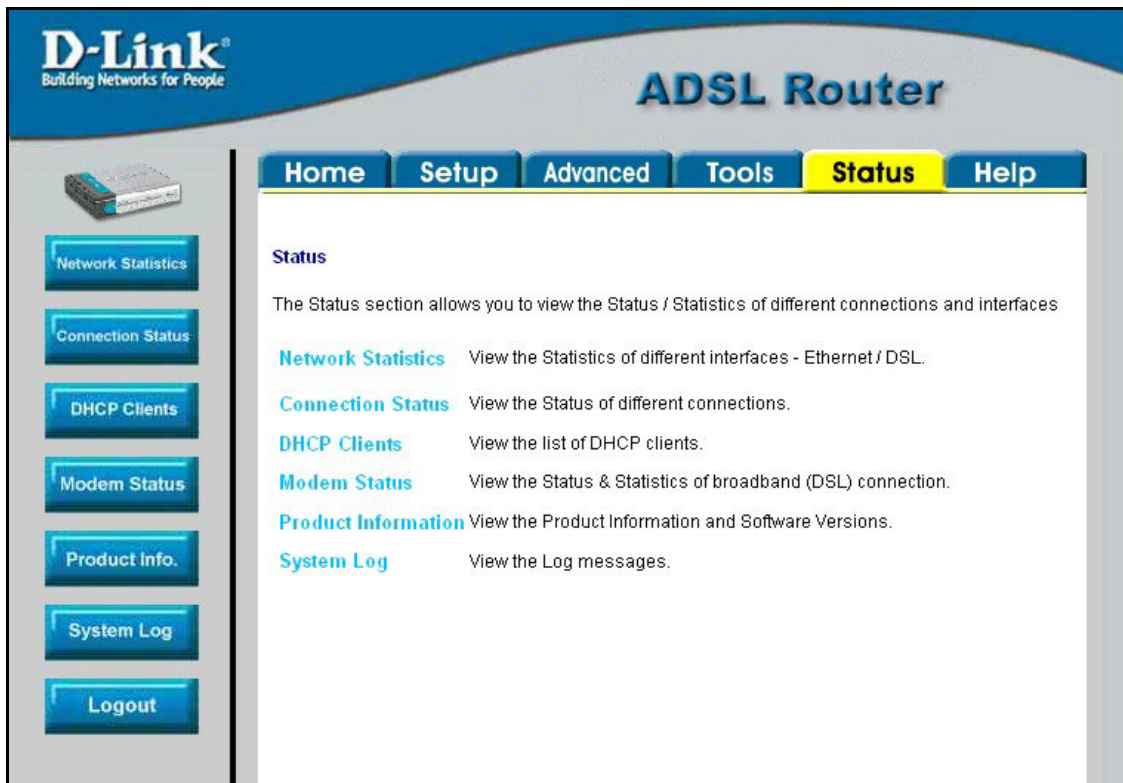 D-Link®
Building Networks for People
ADSL Router
Home Setup Advanced Tools Status Help
Network Statistics
Connection Status
DHCP Clients
Modem Status
Product Info.
System Log
Logout
Status
The Status section allows you to view the Status / Statistics of different connections and interfaces
Network Statistics View the Statistics of different interfaces - Ethernet / DSL.
Connection Status View the Status of different connections.
DHCP Clients View the list of DHCP clients.
Modem Status View the Status & Statistics of broadband (DSL) connection.
Product Information View the Product Information and Software Versions.
System Log View the Log messages.